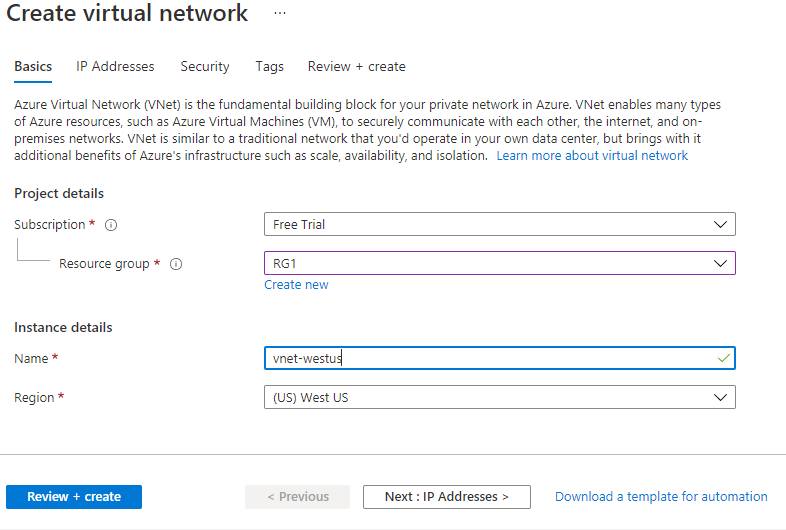 Create virtual network ...
Basics IP Addresses Security Tags Review + create
Azure Virtual Network (VNet) is the fundamental building block for your private network in Azure. VNet enables many types
of Azure resources, such as Azure Virtual Machines (VM), to securely communicate with each other, the internet, and on-
premises networks. VNet is similar to a traditional network that you'd operate in your own data center, but brings with it
additional benefits of Azure's infrastructure such as scale, availability, and isolation. Learn more about virtual network
Project details
Subscription * Free Trial
Resource group * RG1
Create new
Instance details
Name * vnet-westus
Region * (US) West US
Review + create < Previous Next : IP Addresses > Download a template for automation